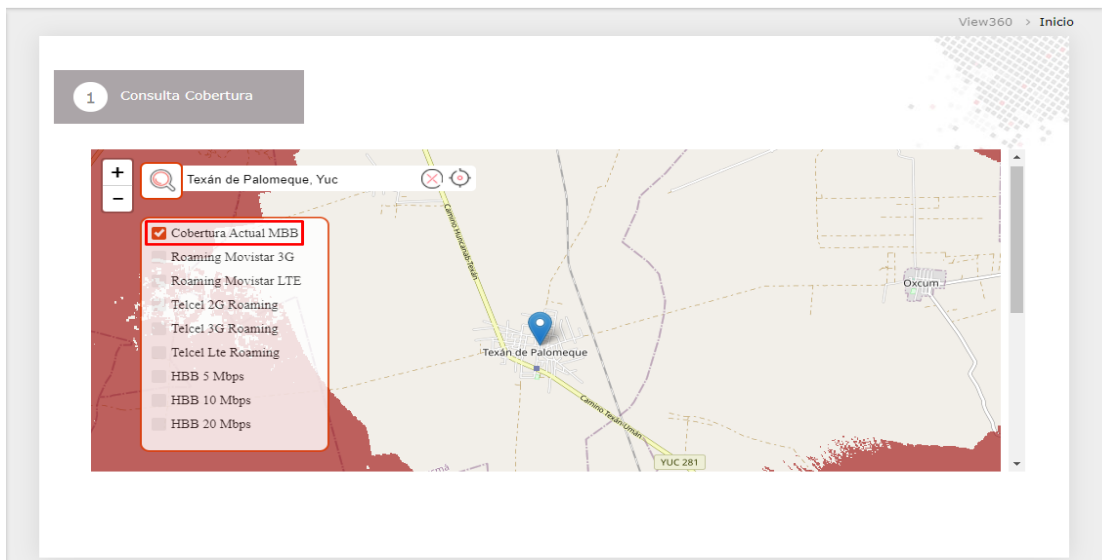 View360 > Inicio
1 Consulta Cobertura
+
−
Texán de Palomeque, Yuc
Cobertura Actual MBB
Roaming Movistar 3G
Roaming Movistar LTE
Telcel 2G Roaming
Telcel 3G Roaming
Telcel Lte Roaming
HBB 5 Mbps
HBB 10 Mbps
HBB 20 Mbps
Camino Huncanab-Texán
Oxcum
Texán de Palomeque
Camino Texán-Umán
YUC 281